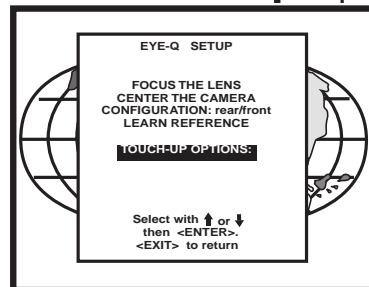 EYE-Q SETUP
FOCUS THE LENS
CENTER THE CAMERA
CONFIGURATION: rear/front
LEARN REFERENCE
TOUCH-UP OPTIONS:
Select with ⬆ or ⬇
then <ENTER>.
<EXIT> to return